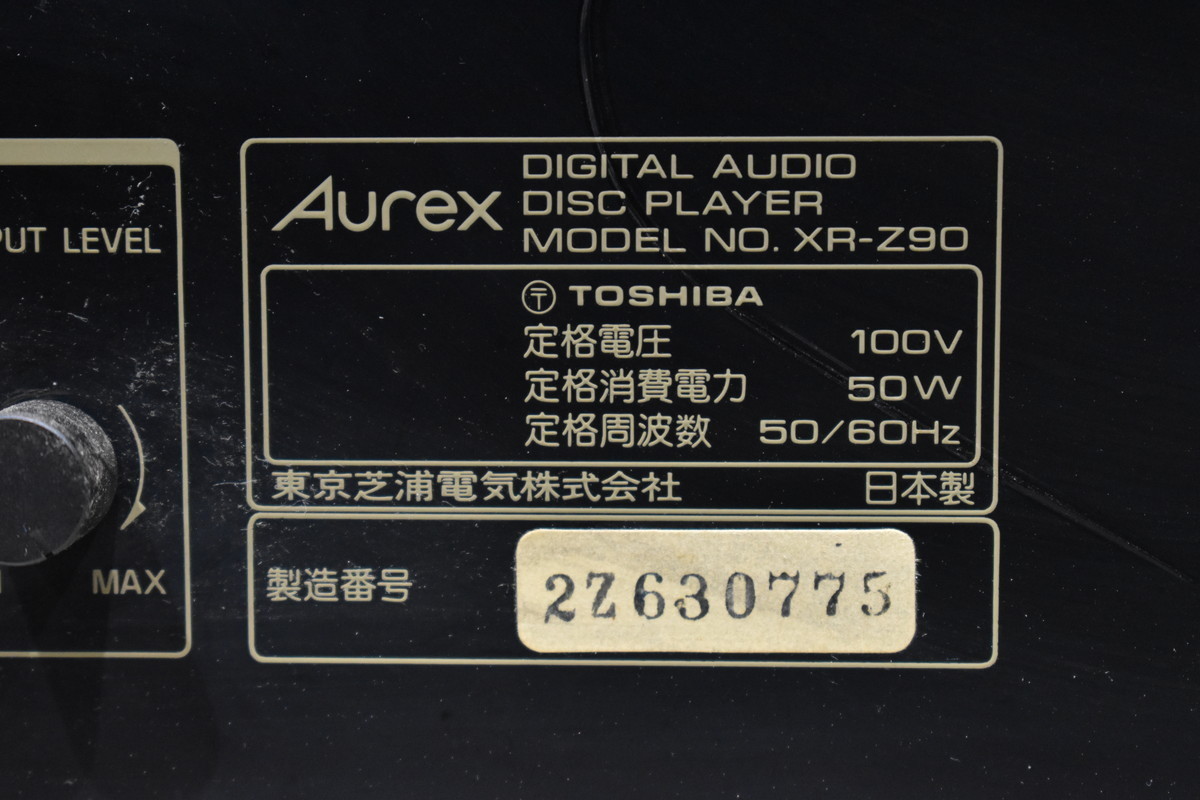 Aurex
DIGITAL AUDIO
DISC PLAYER
MODEL NO. XR-Z90
〒 TOSHIBA
定格電圧 100V
定格消費電力 50W
定格周波数 50/60Hz
東京芝浦電気株式会社 日本製
製造番号 2Z630775
LEVEL
MAX